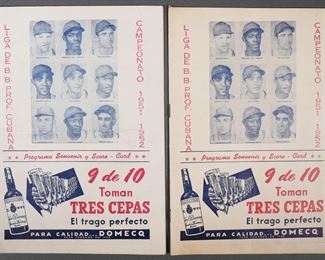 LIGA DE B.B. PROF. CUBANA
CAMPEONATO 1951 1952
Programa Souvenir y Score - Card
9 de 10
Toman
TRES CEPAS
El trago perfecto
PARA CALIDAD... DOMECQ
LIGA DE B.B. PROF. CUBANA
CAMPEONATO 1951 1952
Programa Souvenir y Score - Card
9 de 10
Toman
TRES CEPAS
El trago perfecto
PARA CALIDAD... DOMECQ